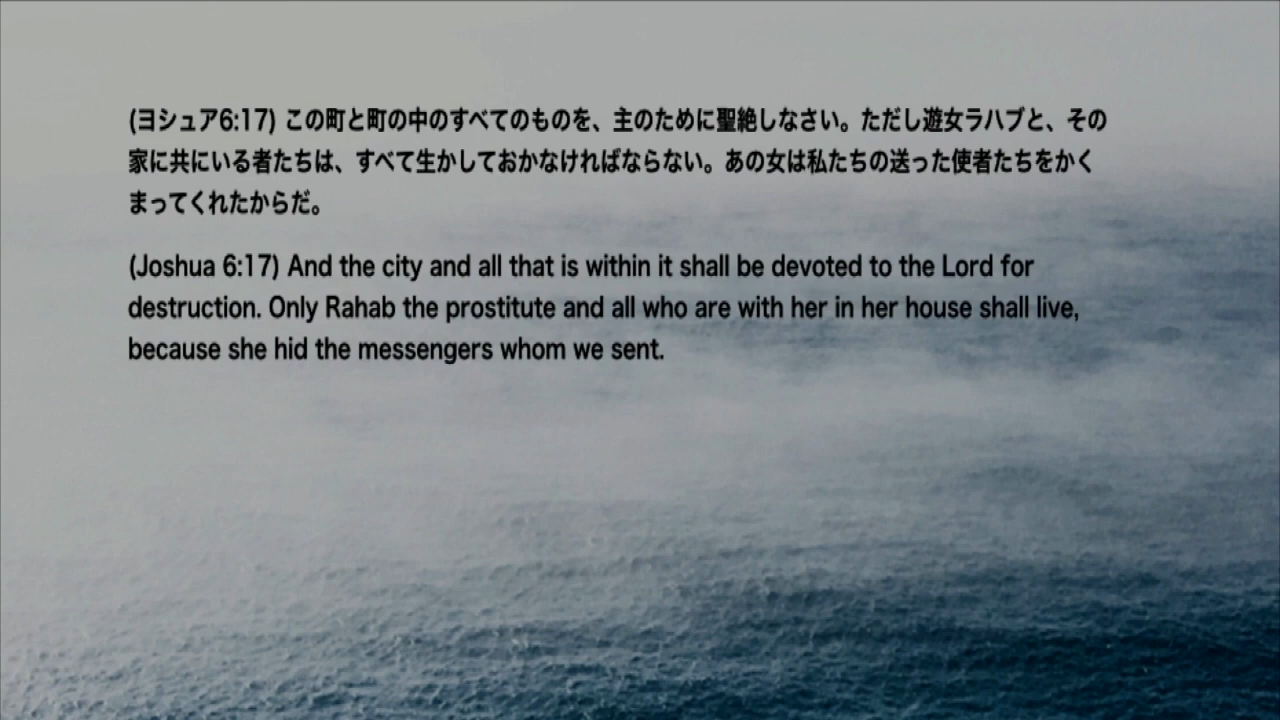 (ヨシュア6:17) この町と町の中のすべてのものを、主のために聖絶しなさい。ただし遊女ラハブと、その
家に共にいる者たちは、すべて生かしておかなければならない。あの女は私たちの送った使者たちをかく
まってくれたからだ。
(Joshua 6:17) And the city and all that is within it shall be devoted to the Lord for
destruction. Only Rahab the prostitute and all who are with her in her house shall live,
because she hid the messengers whom we sent.